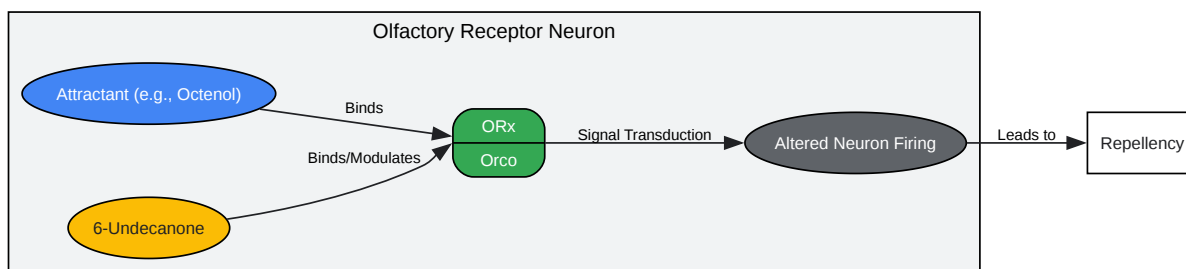 Olfactory Receptor Neuron
Attractant (e.g., Octenol)
Binds
ORx
Orco
Signal Transduction
Altered Neuron Firing
Leads to
Repellency
Binds/Modulates
6-Undecanone